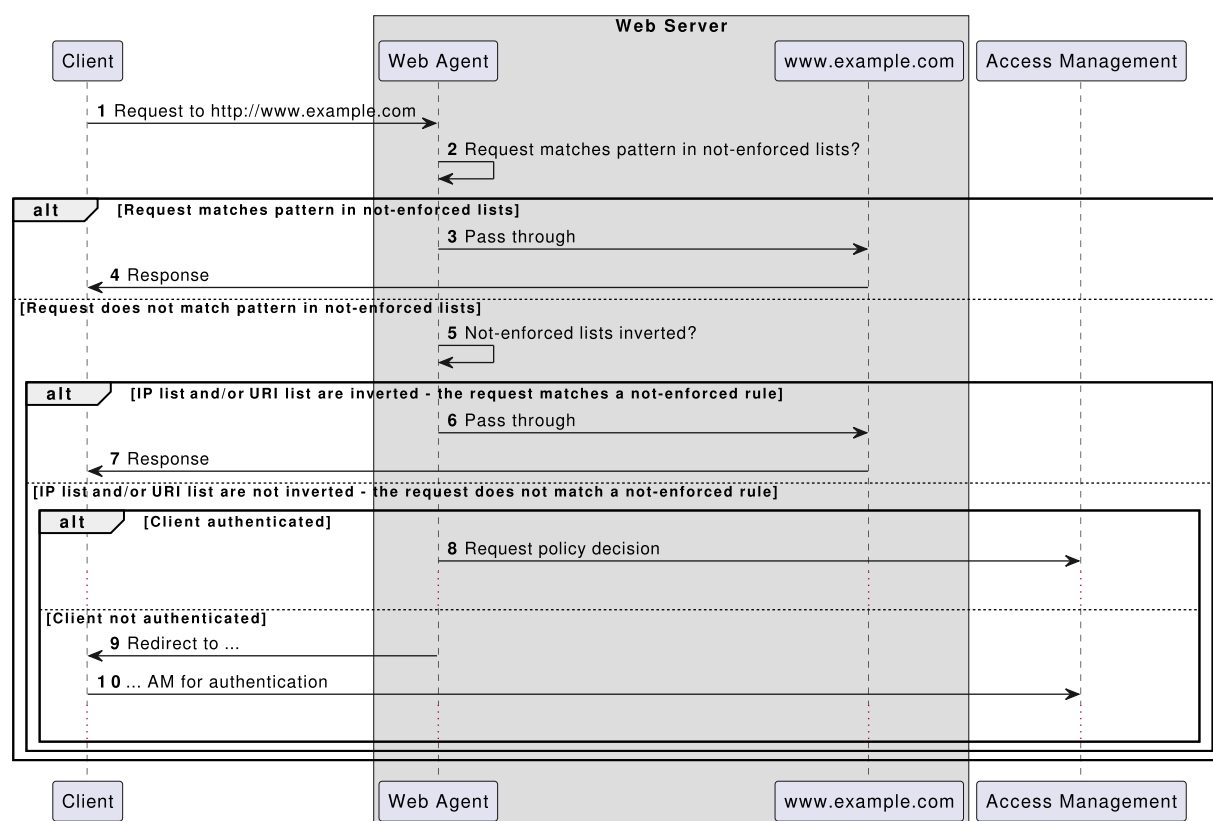 Web Server
Client
Web Agent
www.example.com
Access Management
1 Request to http://www.example.com
2 Request matches pattern in not-enforced lists?
alt [Request matches pattern in not-enforced lists]
3 Pass through
4 Response
[Request does not match pattern in not-enforced lists]
5 Not-enforced lists inverted?
alt [IP list and/or URI list are inverted - the request matches a not-enforced rule]
6 Pass through
7 Response
[IP list and/or URI list are not inverted - the request does not match a not-enforced rule]
alt [Client authenticated]
8 Request policy decision
[Client not authenticated]
9 Redirect to ...
10 ... AM for authentication
Client
Web Agent
www.example.com
Access Management